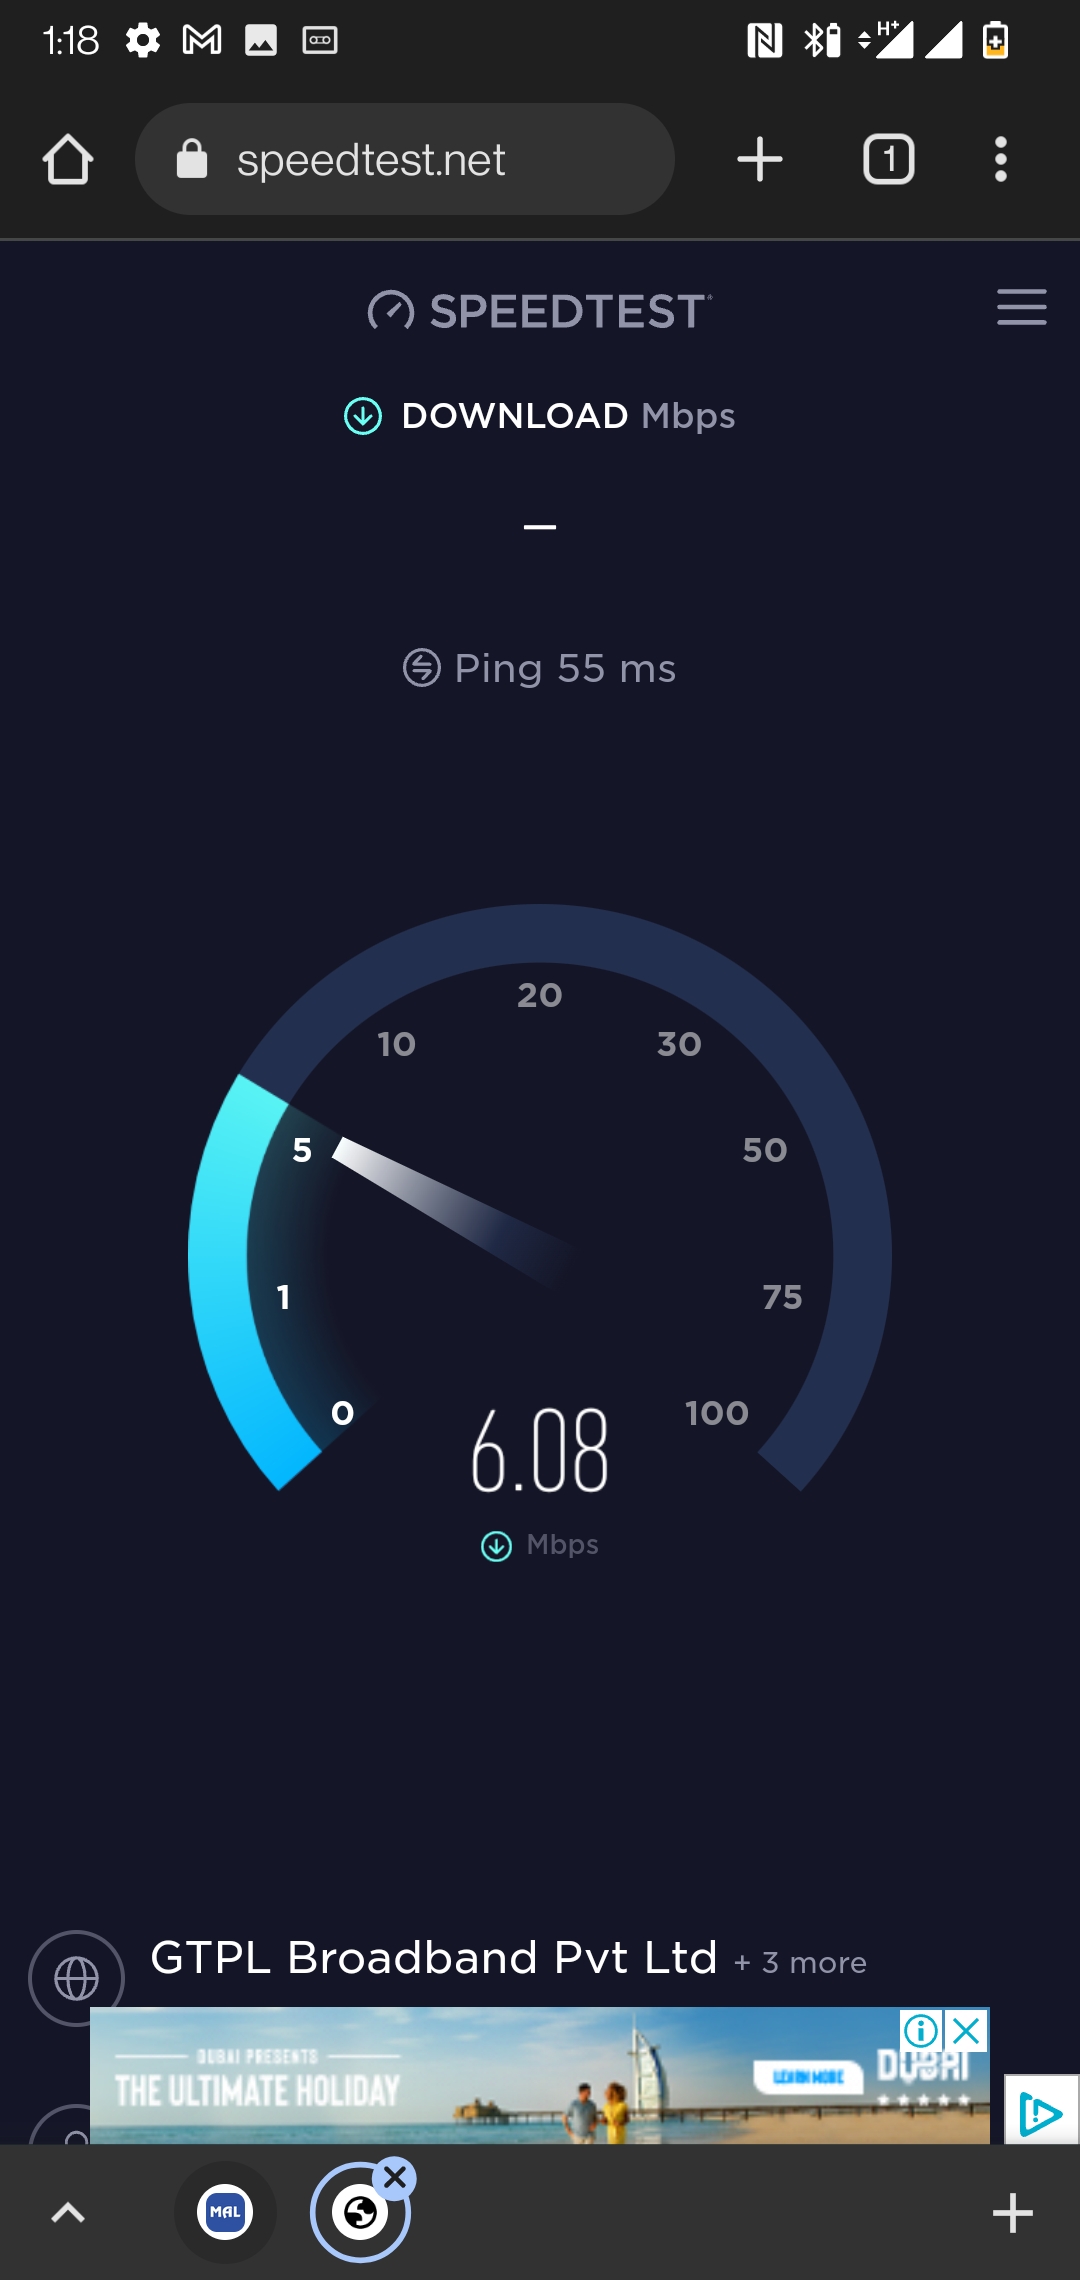 1:18
H+
speedtest.net
1
SPEEDTEST
DOWNLOAD Mbps
—
Ping 55 ms
20
10
30
5
50
1
75
0
100
6.08
Mbps
GTPL Broadband Pvt Ltd + 3 more
DUBAI PRESENTS
THE ULTIMATE HOLIDAY
LEARN MORE
DUBAI
MAL